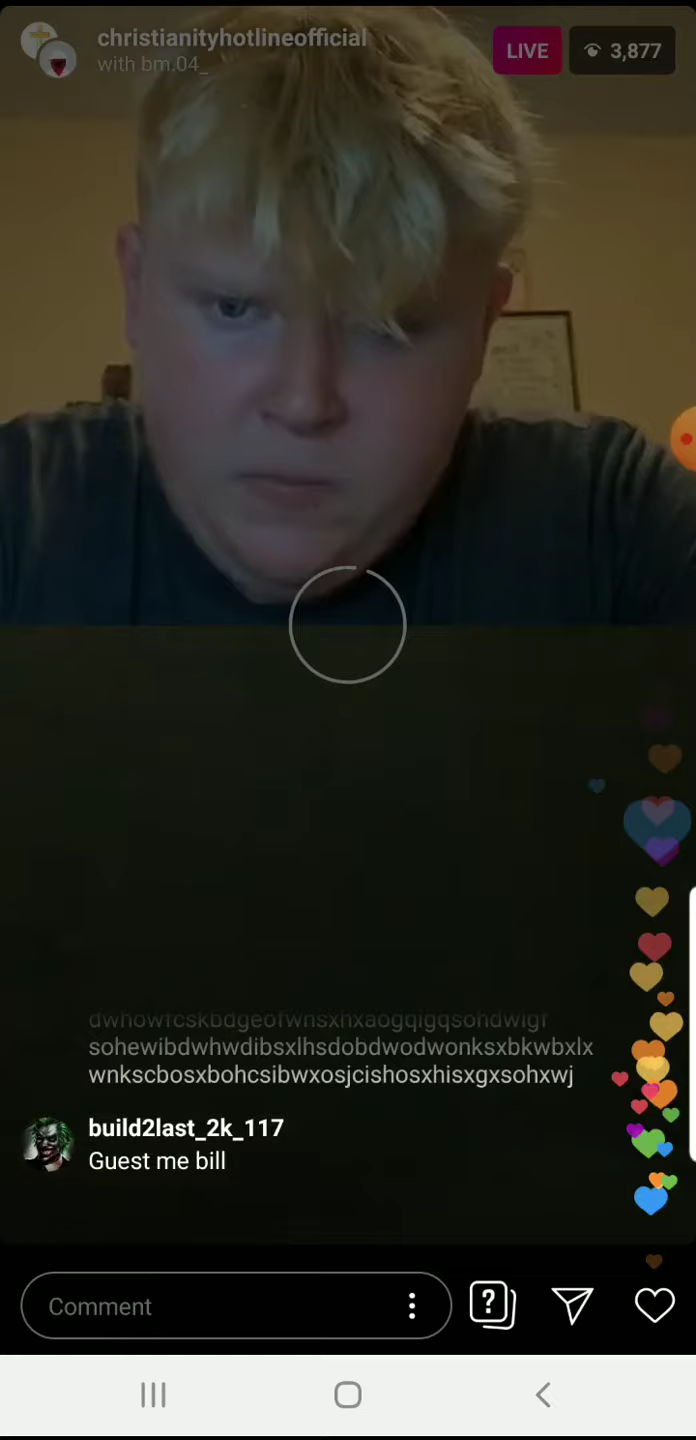 christianityhotlineofficial
with bm.04_
LIVE
3,877
sohewibdwhwdibsxlhsdobdwodwonksxbkwbxlx
wnkscbosxbohcsibwxosjcishosxhisxgxsohxwj
build2last_2k_117
Guest me bill
Comment